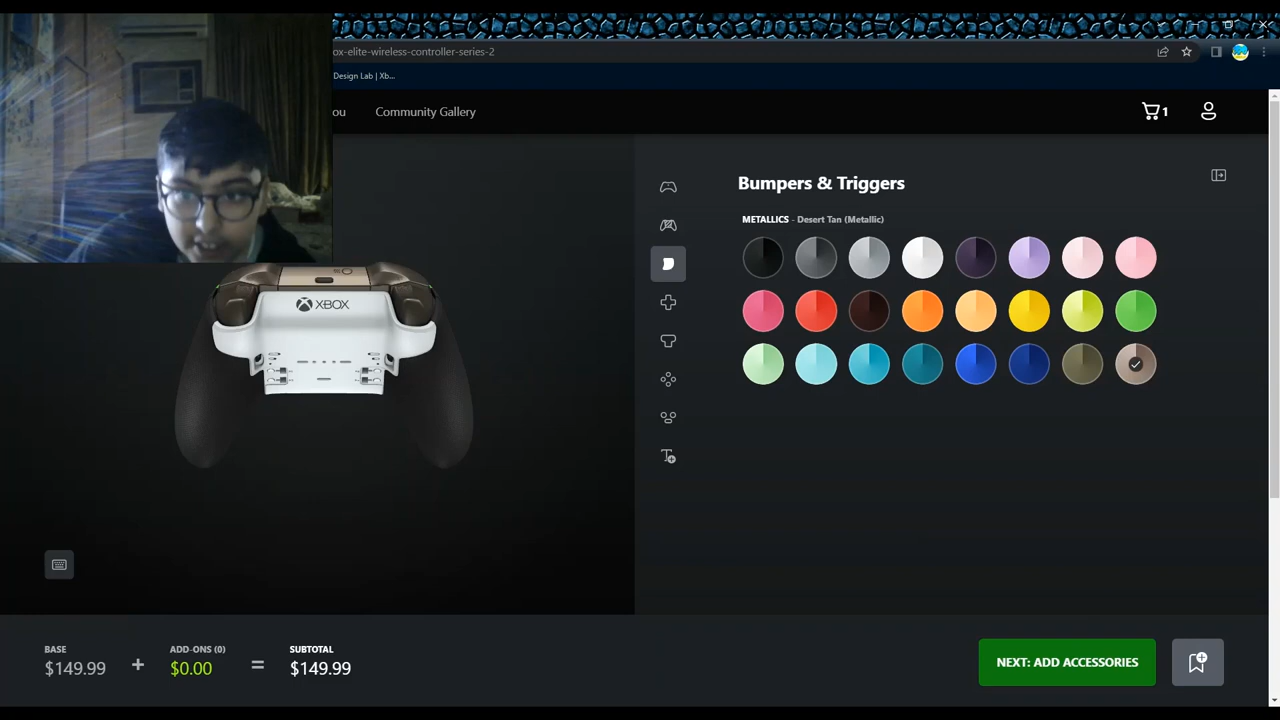 ox-elite-wireless-controller-series-2
Design Lab | Xb...
ou
Community Gallery
1
Bumpers & Triggers
METALLICS - Desert Tan (Metallic)
XBOX
BASE
$149.99
+
ADD-ONS (0)
$0.00
=
SUBTOTAL
$149.99
NEXT: ADD ACCESSORIES